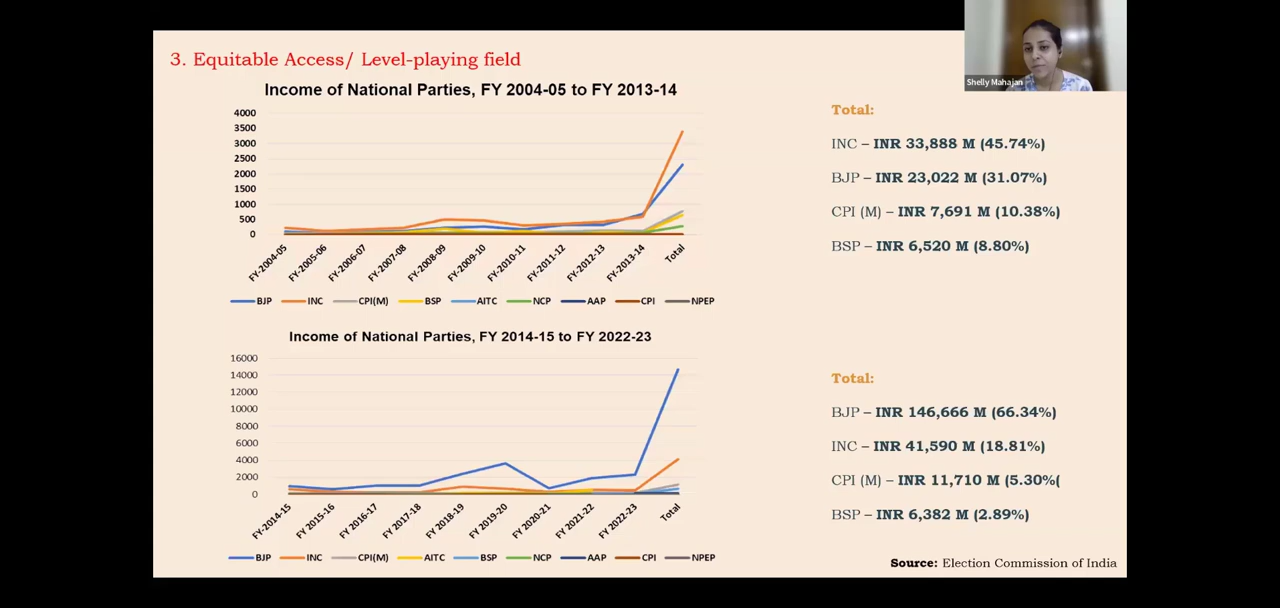 3. Equitable Access/ Level-playing field
Shelly Mahajan
Income of National Parties, FY 2004-05 to FY 2013-14
4000
3500
3000
2500
2000
1500
1000
500
0
FY-2004-05
FY-2005-06
FY-2006-07
FY-2007-08
FY-2008-09
FY-2009-10
FY-2010-11
FY-2011-12
FY-2012-13
FY-2013-14
Total
BJP INC CPI(M) BSP AITC NCP AAP CPI NPEP
Total:
INC – INR 33,888 M (45.74%)
BJP – INR 23,022 M (31.07%)
CPI (M) – INR 7,691 M (10.38%)
BSP – INR 6,520 M (8.80%)
Income of National Parties, FY 2014-15 to FY 2022-23
16000
14000
12000
10000
8000
6000
4000
2000
0
FY-2014-15
FY 2015-16
FY 2016-17
FY 2017-18
FY 2018-19
FY 2019-20
FY 2020-21
FY 2021-22
FY 2022-23
Total
BJP INC CPI(M) AITC BSP NCP AAP CPI NPEP
Total:
BJP – INR 146,666 M (66.34%)
INC – INR 41,590 M (18.81%)
CPI (M) – INR 11,710 M (5.30%(
BSP – INR 6,382 M (2.89%)
Source: Election Commission of India